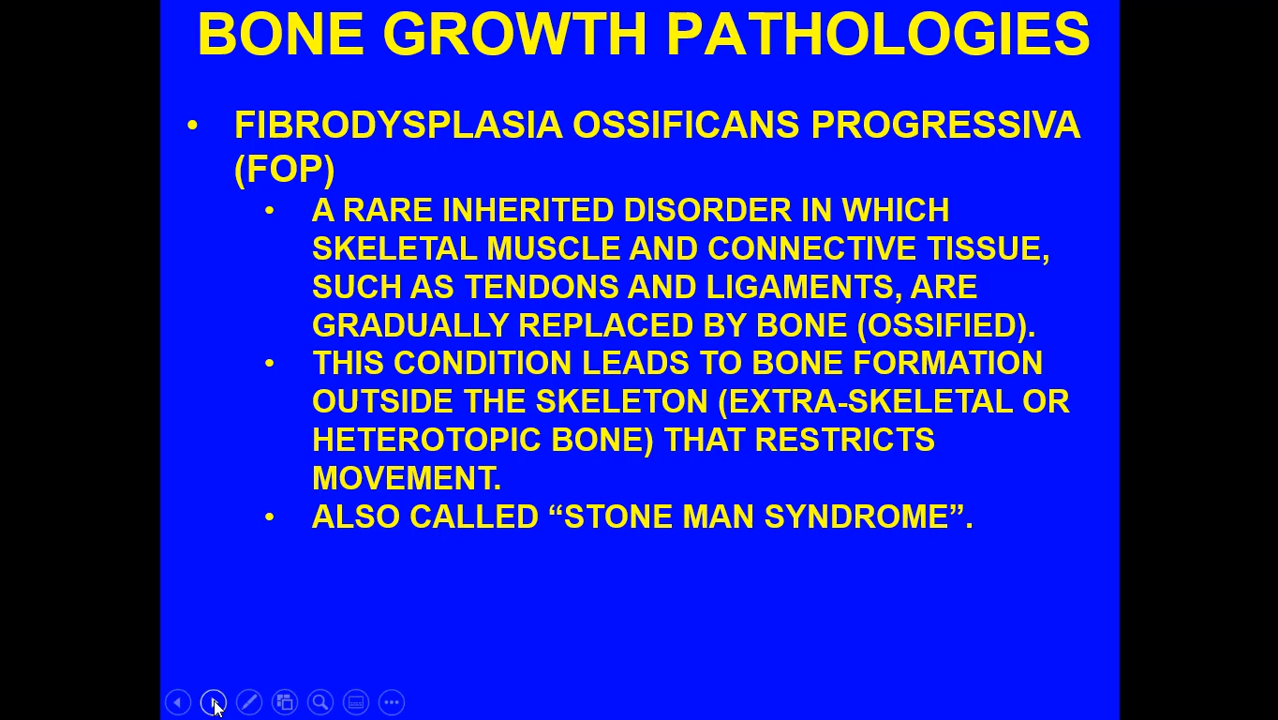 BONE GROWTH PATHOLOGIES
• FIBRODYSPLASIA OSSIFICANS PROGRESSIVA
(FOP)
• A RARE INHERITED DISORDER IN WHICH
SKELETAL MUSCLE AND CONNECTIVE TISSUE,
SUCH AS TENDONS AND LIGAMENTS, ARE
GRADUALLY REPLACED BY BONE (OSSIFIED).
• THIS CONDITION LEADS TO BONE FORMATION
OUTSIDE THE SKELETON (EXTRA-SKELETAL OR
HETEROTOPIC BONE) THAT RESTRICTS
MOVEMENT.
• ALSO CALLED “STONE MAN SYNDROME”.